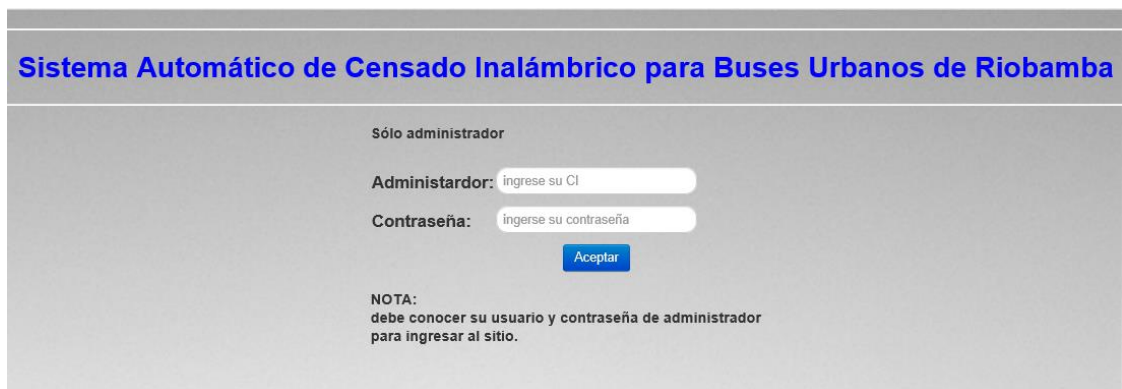 Sistema Automático de Censado Inalámbrico para Buses Urbanos de Riobamba
Sólo administrador
Administardor: ingrese su CI
Contraseña: ingerse su contraseña
Aceptar
NOTA:
debe conocer su usuario y contraseña de administrador
para ingresar al sitio.